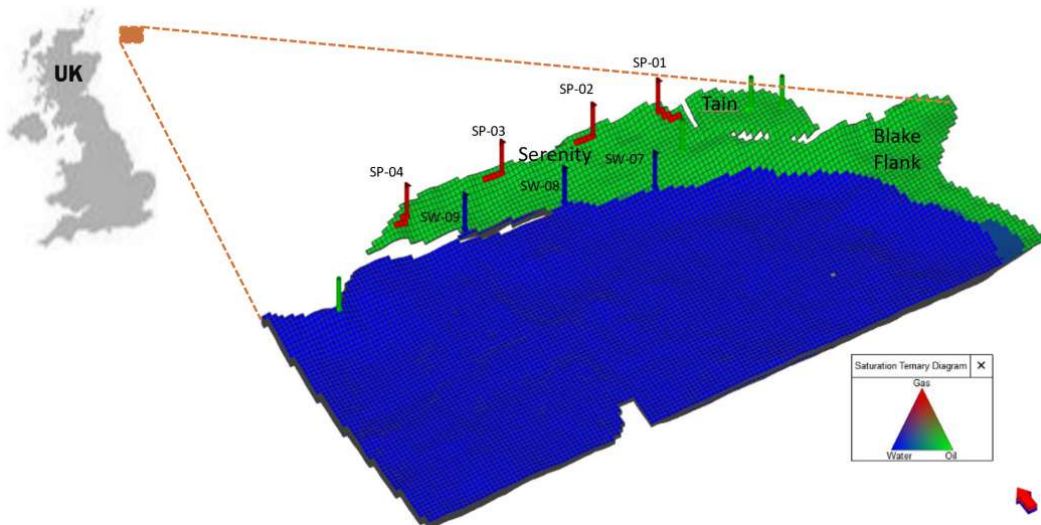 UK
SP-01
SP-02
Tain
SP-03
Blake
Flank
Serenity
SW-07
SP-04
SW-08
SW-09
Saturation Ternary Diagram ×
Gas
Water Oil